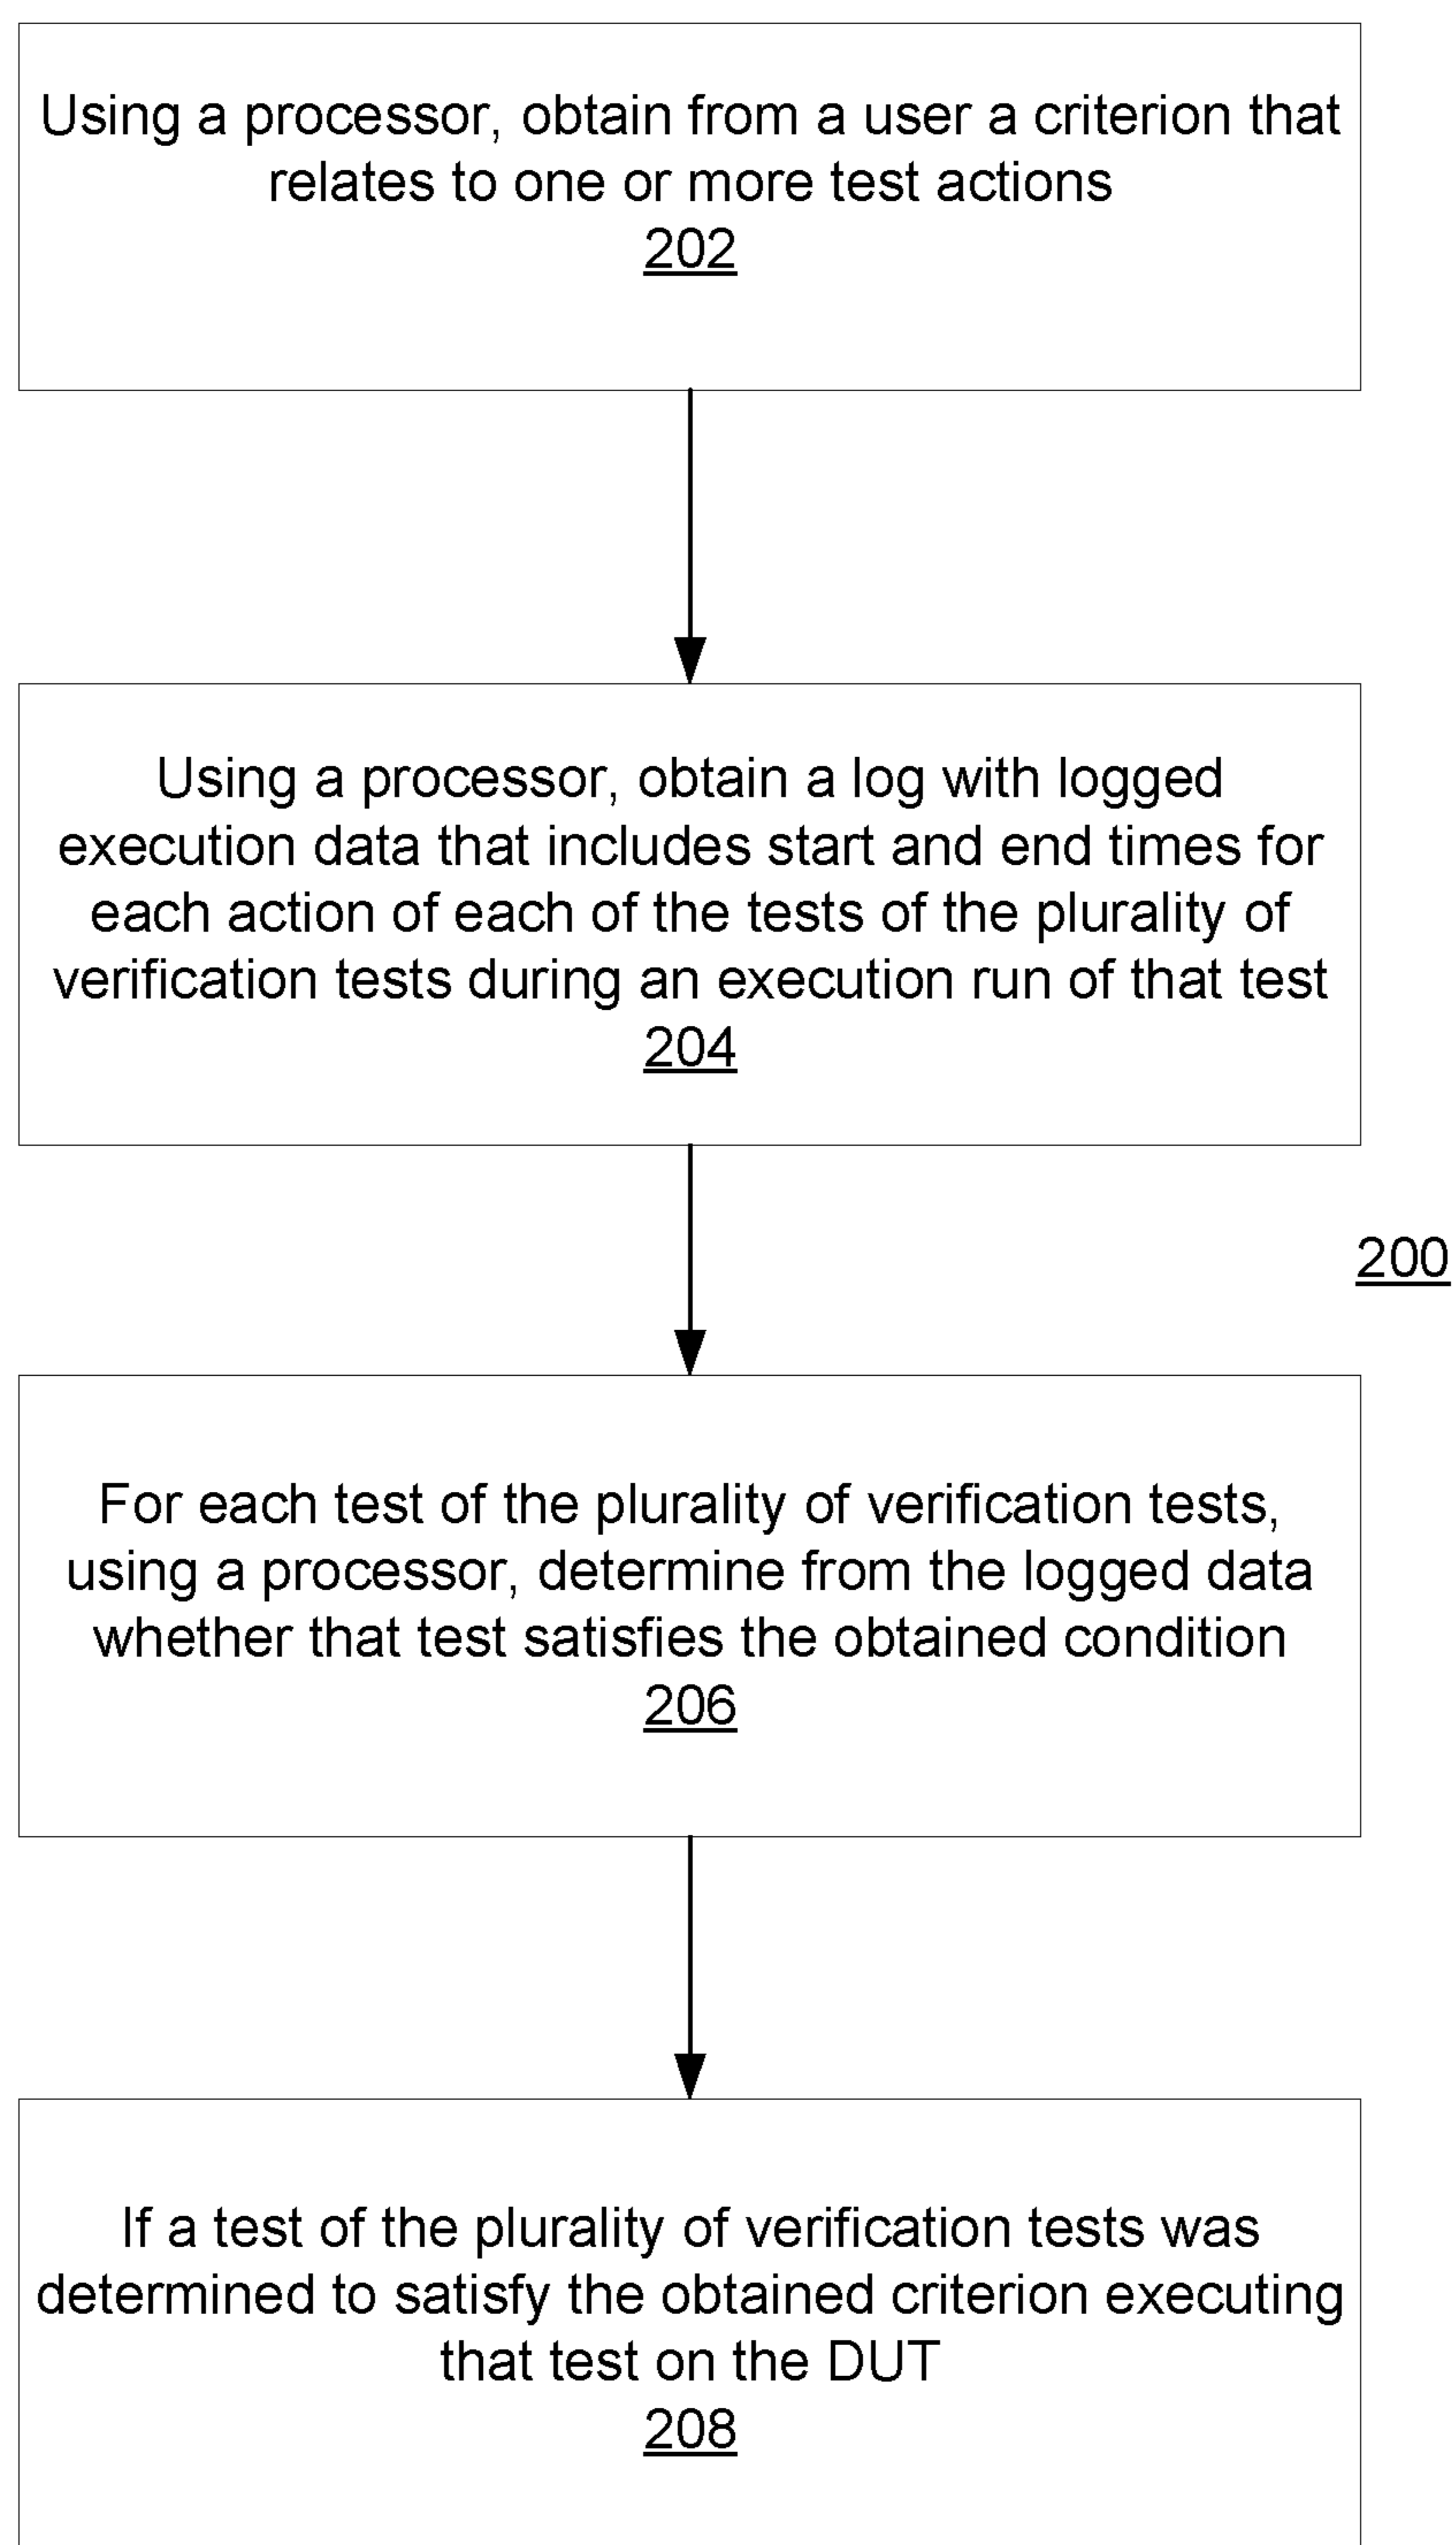 Using a processor, obtain from a user a criterion that
relates to one or more test actions
202
Using a processor, obtain a log with logged
execution data that includes start and end times for
each action of each of the tests of the plurality of
verification tests during an execution run of that test
204
200
For each test of the plurality of verification tests,
using a processor, determine from the logged data
whether that test satisfies the obtained condition
206
If a test of the plurality of verification tests was
determined to satisfy the obtained criterion executing
that test on the DUT
208